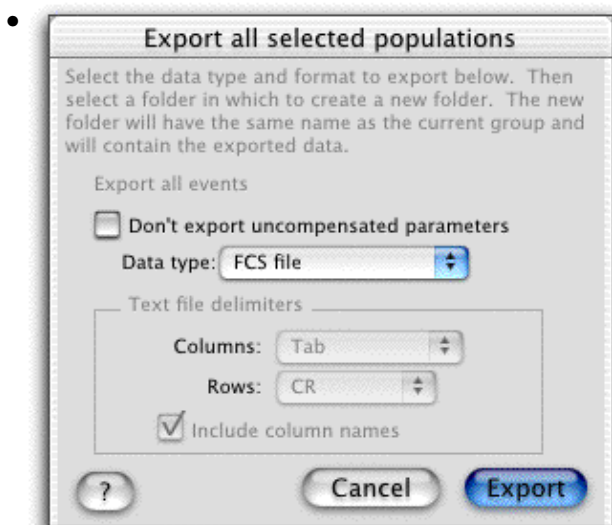 Export all selected populations
Select the data type and format to export below. Then
select a folder in which to create a new folder. The new
folder will have the same name as the current group and
will contain the exported data.
Export all events
Don't export uncompensated parameters
Data type: FCS file
Text file delimiters
Columns: Tab
Rows: CR
Include column names
? Cancel Export